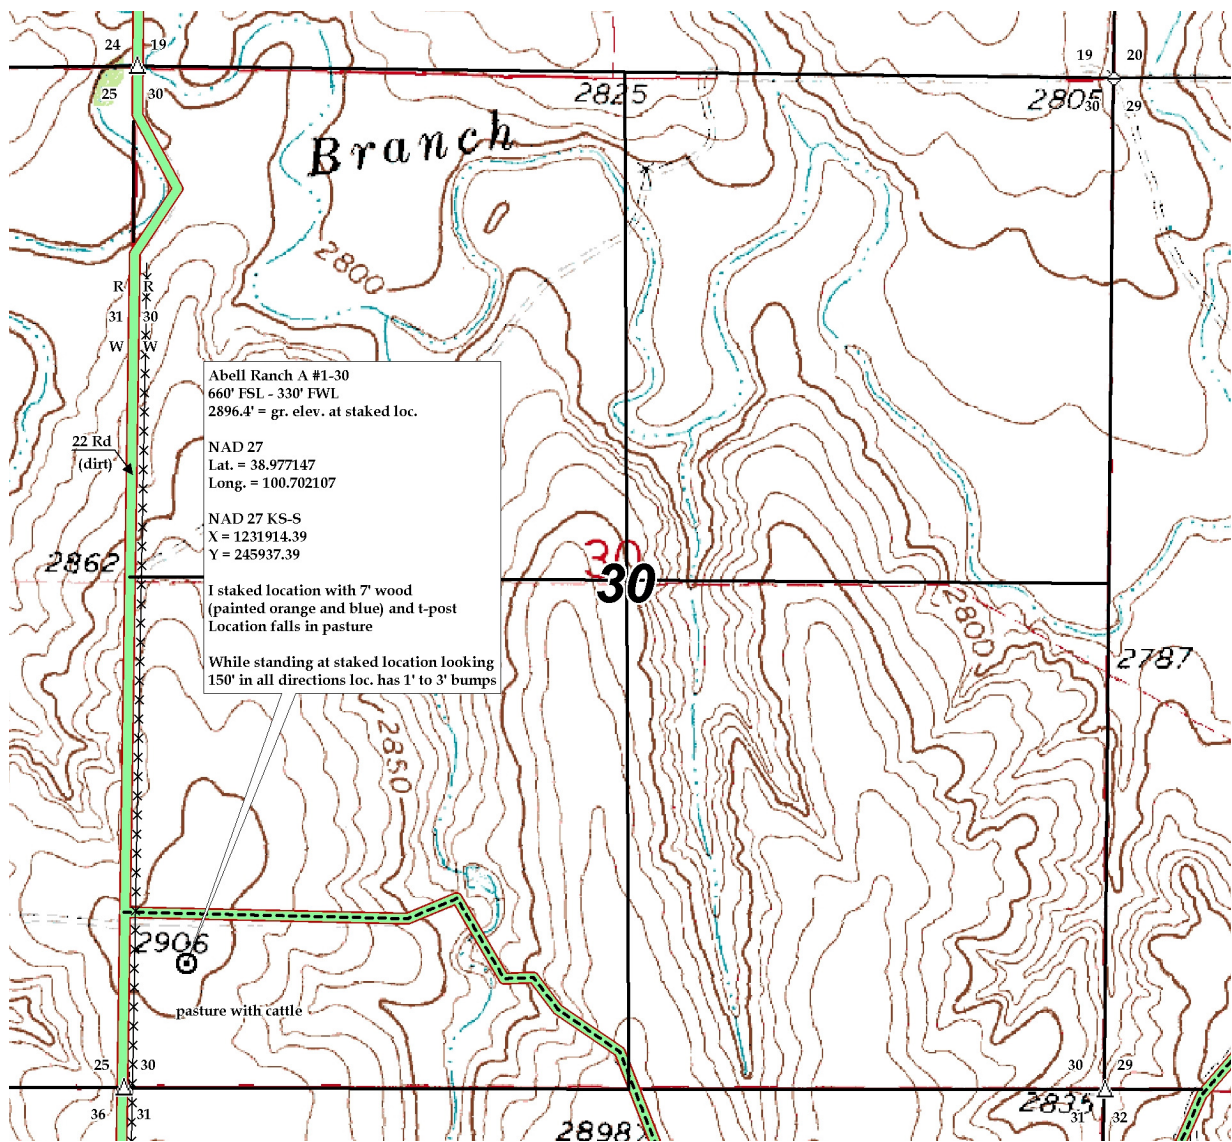 24 19
19 20
25 30
2825
2805
30 29
Branch
2800
R R
31 30
W W
Abell Ranch A #1-30
660' FSL - 330' FWL
2896.4' = gr. elev. at staked loc.
NAD 27
Lat. = 38.977147
Long. = 100.702107
NAD 27 KS-S
X = 1231914.39
Y = 245937.39
I staked location with 7' wood
(painted orange and blue) and t-post
Location falls in pasture
While standing at staked location looking
150' in all directions loc. has 1' to 3' bumps
22 Rd
(dirt)
2862
30
30
2800
2787
2850
2906
pasture with cattle
25 30
30 29
36 31
2835
31 32
2898